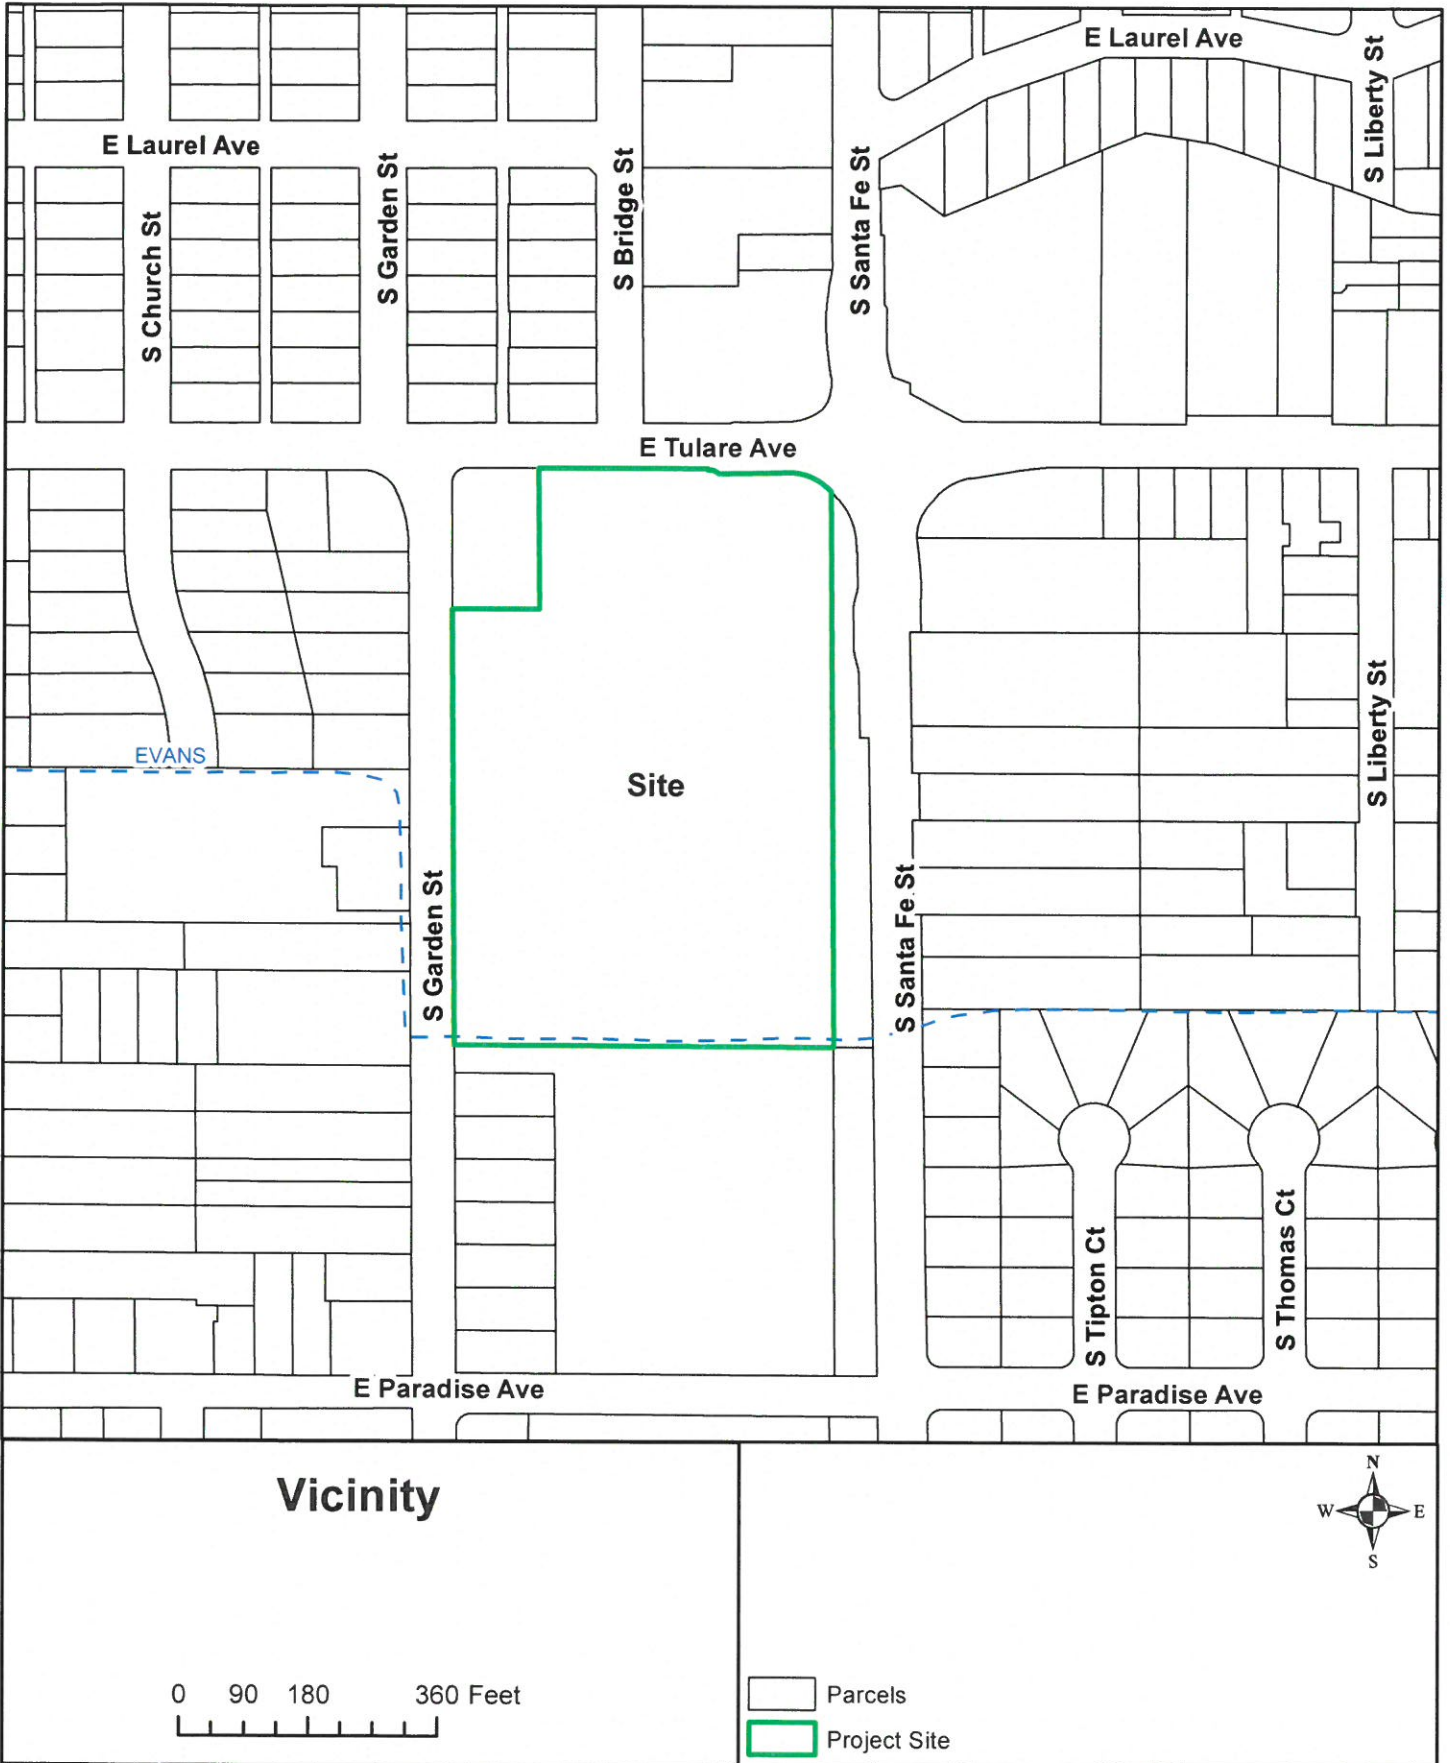 E Laurel Ave
S Liberty St
E Laurel Ave
S Church St
S Garden St
S Bridge St
S Santa Fe St
E Tulare Ave
EVANS
Site
S Liberty St
S Garden St
S Santa Fe St
S Tipton Ct
S Thomas Ct
E Paradise Ave
E Paradise Ave
Vicinity
N
W E
S
0 90 180 360 Feet
Parcels
Project Site